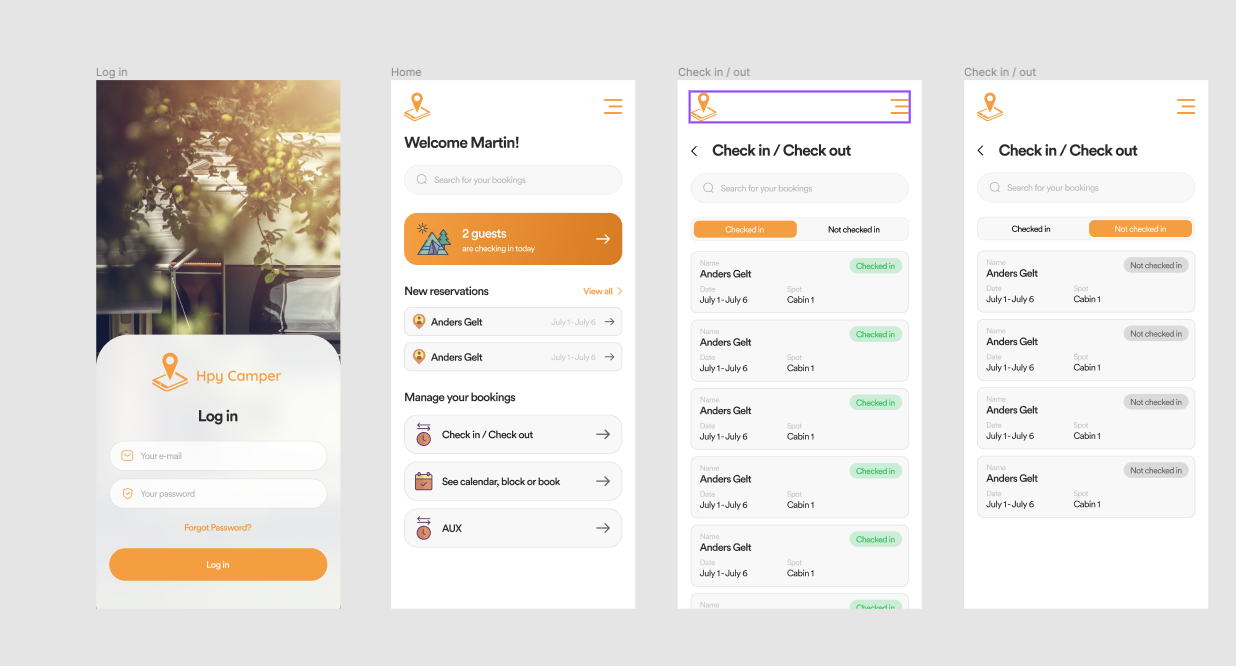 Log in
Hpy Camper
Log in
Your e-mail
Your password
Forgot Password?
Log in
Home
Welcome Martin!
Search for your bookings
2 guests
are checking in today
New reservations
View all
Anders Gelt
July 1 - July 6
Anders Gelt
July 1 - July 6
Manage your bookings
Check in / Check out
See calendar, block or book
AUX
Check in / out
Check in / Check out
Search for your bookings
Checked in Not checked in
Name
Checked in
Anders Gelt
Date Spot
July 1 - July 6 Cabin 1
Name
Checked in
Anders Gelt
Date Spot
July 1 - July 6 Cabin 1
Name
Checked in
Anders Gelt
Date Spot
July 1 - July 6 Cabin 1
Name
Checked in
Anders Gelt
Date Spot
July 1 - July 6 Cabin 1
Name
Checked in
Anders Gelt
Date Spot
July 1 - July 6 Cabin 1
Name
Checked in
Check in / out
Check in / Check out
Search for your bookings
Checked in Not checked in
Name
Not checked in
Anders Gelt
Date Spot
July 1 - July 6 Cabin 1
Name
Not checked in
Anders Gelt
Date Spot
July 1 - July 6 Cabin 1
Name
Not checked in
Anders Gelt
Date Spot
July 1 - July 6 Cabin 1
Name
Not checked in
Anders Gelt
Date Spot
July 1 - July 6 Cabin 1